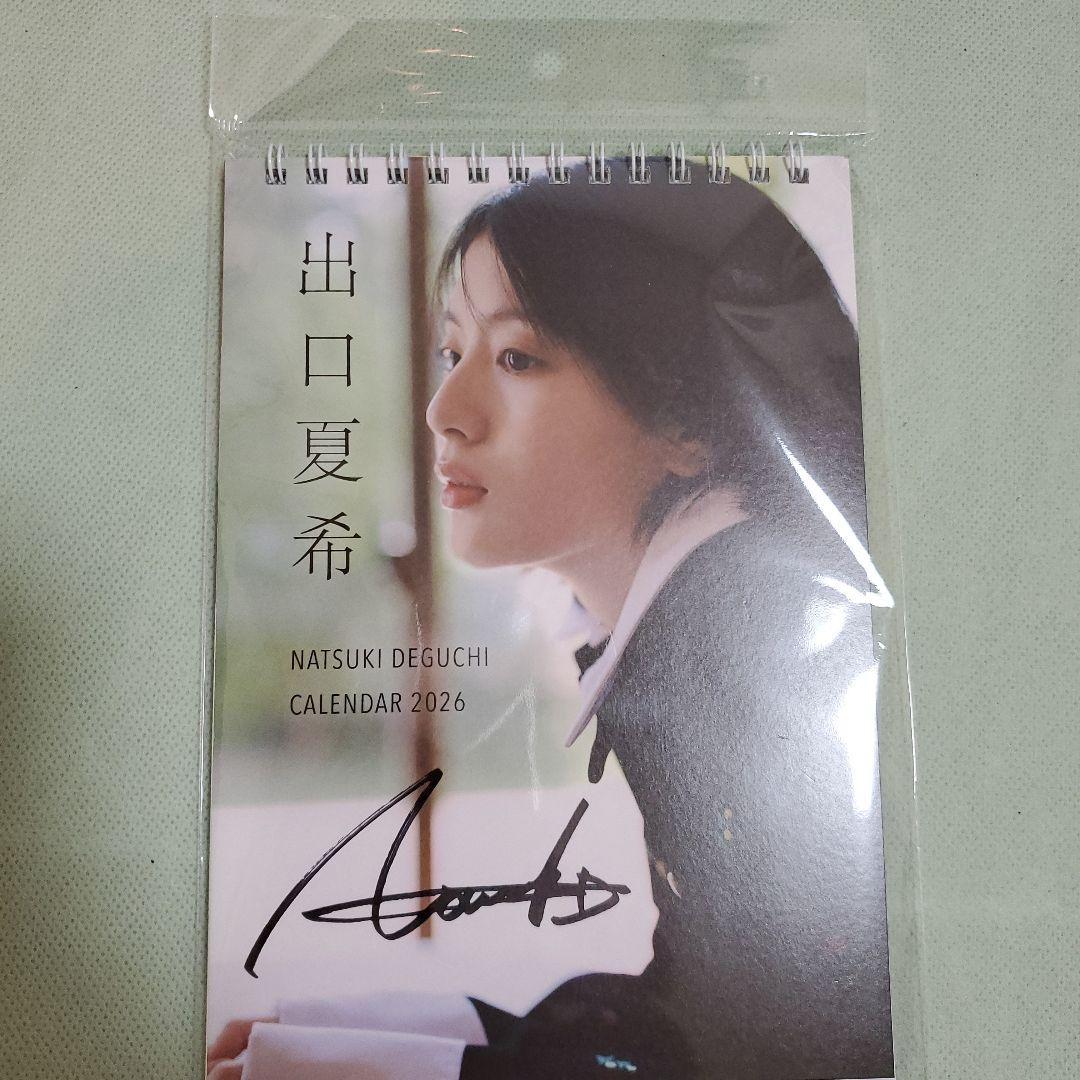 出口夏希
NATSUKI DEGUCHI
CALENDAR 2026